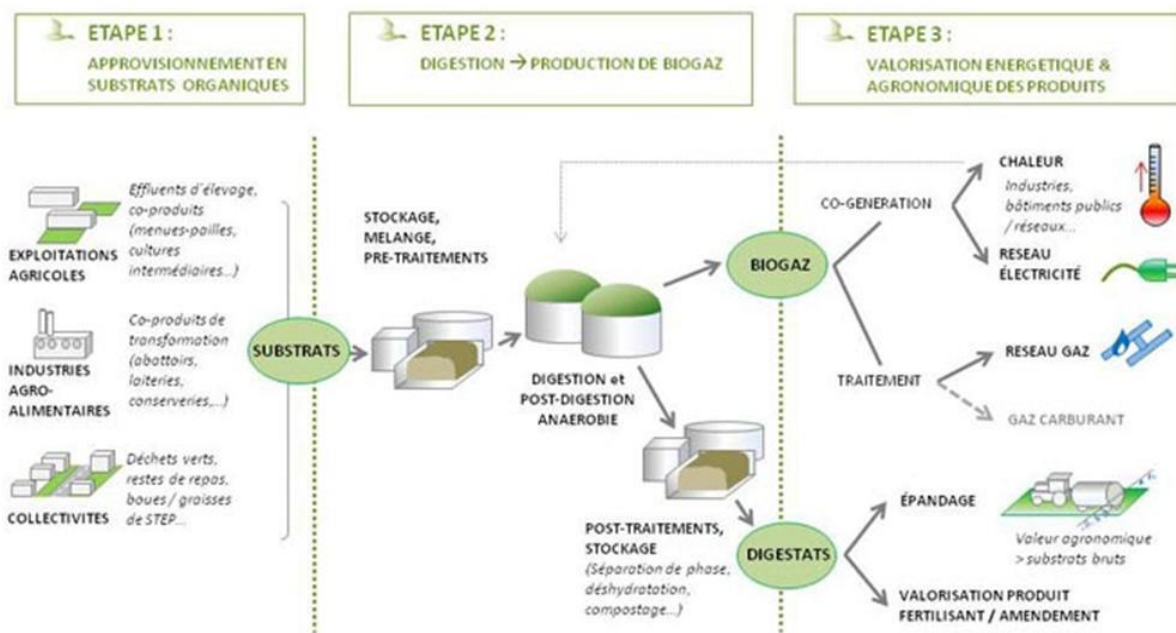 ETAPE 1 :
APPROVISIONNEMENT EN
SUBSTRATS ORGANIQUES
ETAPE 2 :
DIGESTION → PRODUCTION DE BIOGAZ
ETAPE 3 :
VALORISATION ENERGETIQUE &
AGRONOMIQUE DES PRODUITS
EXPLOITATIONS
AGRICOLES
Effluents d'élevage,
co-produits
(menues-pailles,
cultures
intermédiaires...)
INDUSTRIES
AGRO-
ALIMENTAIRES
Co-produits de
transformation
(abattoirs,
laiteries,
conserveries,...)
COLLECTIVITES
Déchets verts,
restes de repas,
boues / graisses
de STEP...
SUBSTRATS
STOCKAGE,
MELANGE,
PRE-TRAITEMENTS
DIGESTION et
POST-DIGESTION
ANAEROBIE
POST-TRAITEMENTS,
STOCKAGE
(Séparation de phase,
déshydratation,
compostage...)
BIOGAZ
DIGESTATS
CO-GENERATION
CHALEUR
Industries,
bâtiments publics
/ réseaux...
RESEAU
ÉLECTRICITÉ
TRAITEMENT
RESEAU GAZ
GAZ CARBURANT
ÉPANDAGE
Valeur agronomique
> substrats bruts
VALORISATION PRODUIT
FERTILISANT / AMENDEMENT